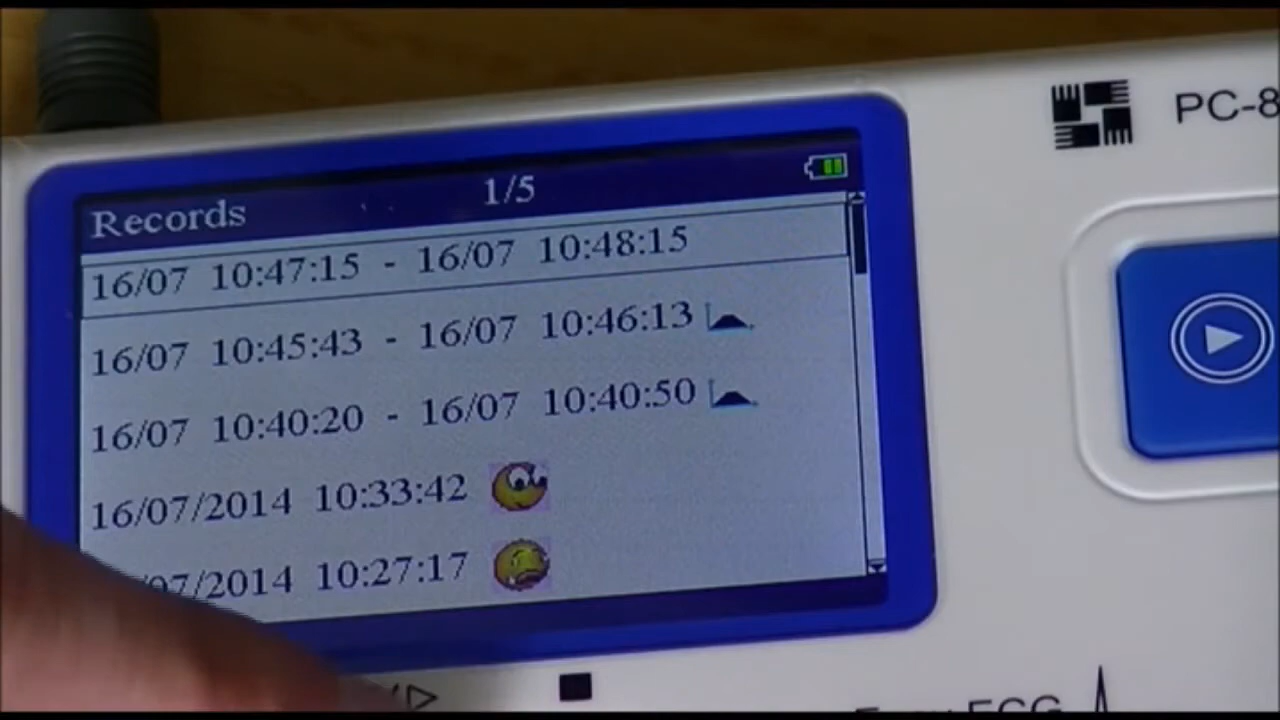 PC-8
Records 1/5
16/07 10:47:15 - 16/07 10:48:15
16/07 10:45:43 - 16/07 10:46:13
16/07 10:40:20 - 16/07 10:40:50
16/07/2014 10:33:42
07/2014 10:27:17
ECG